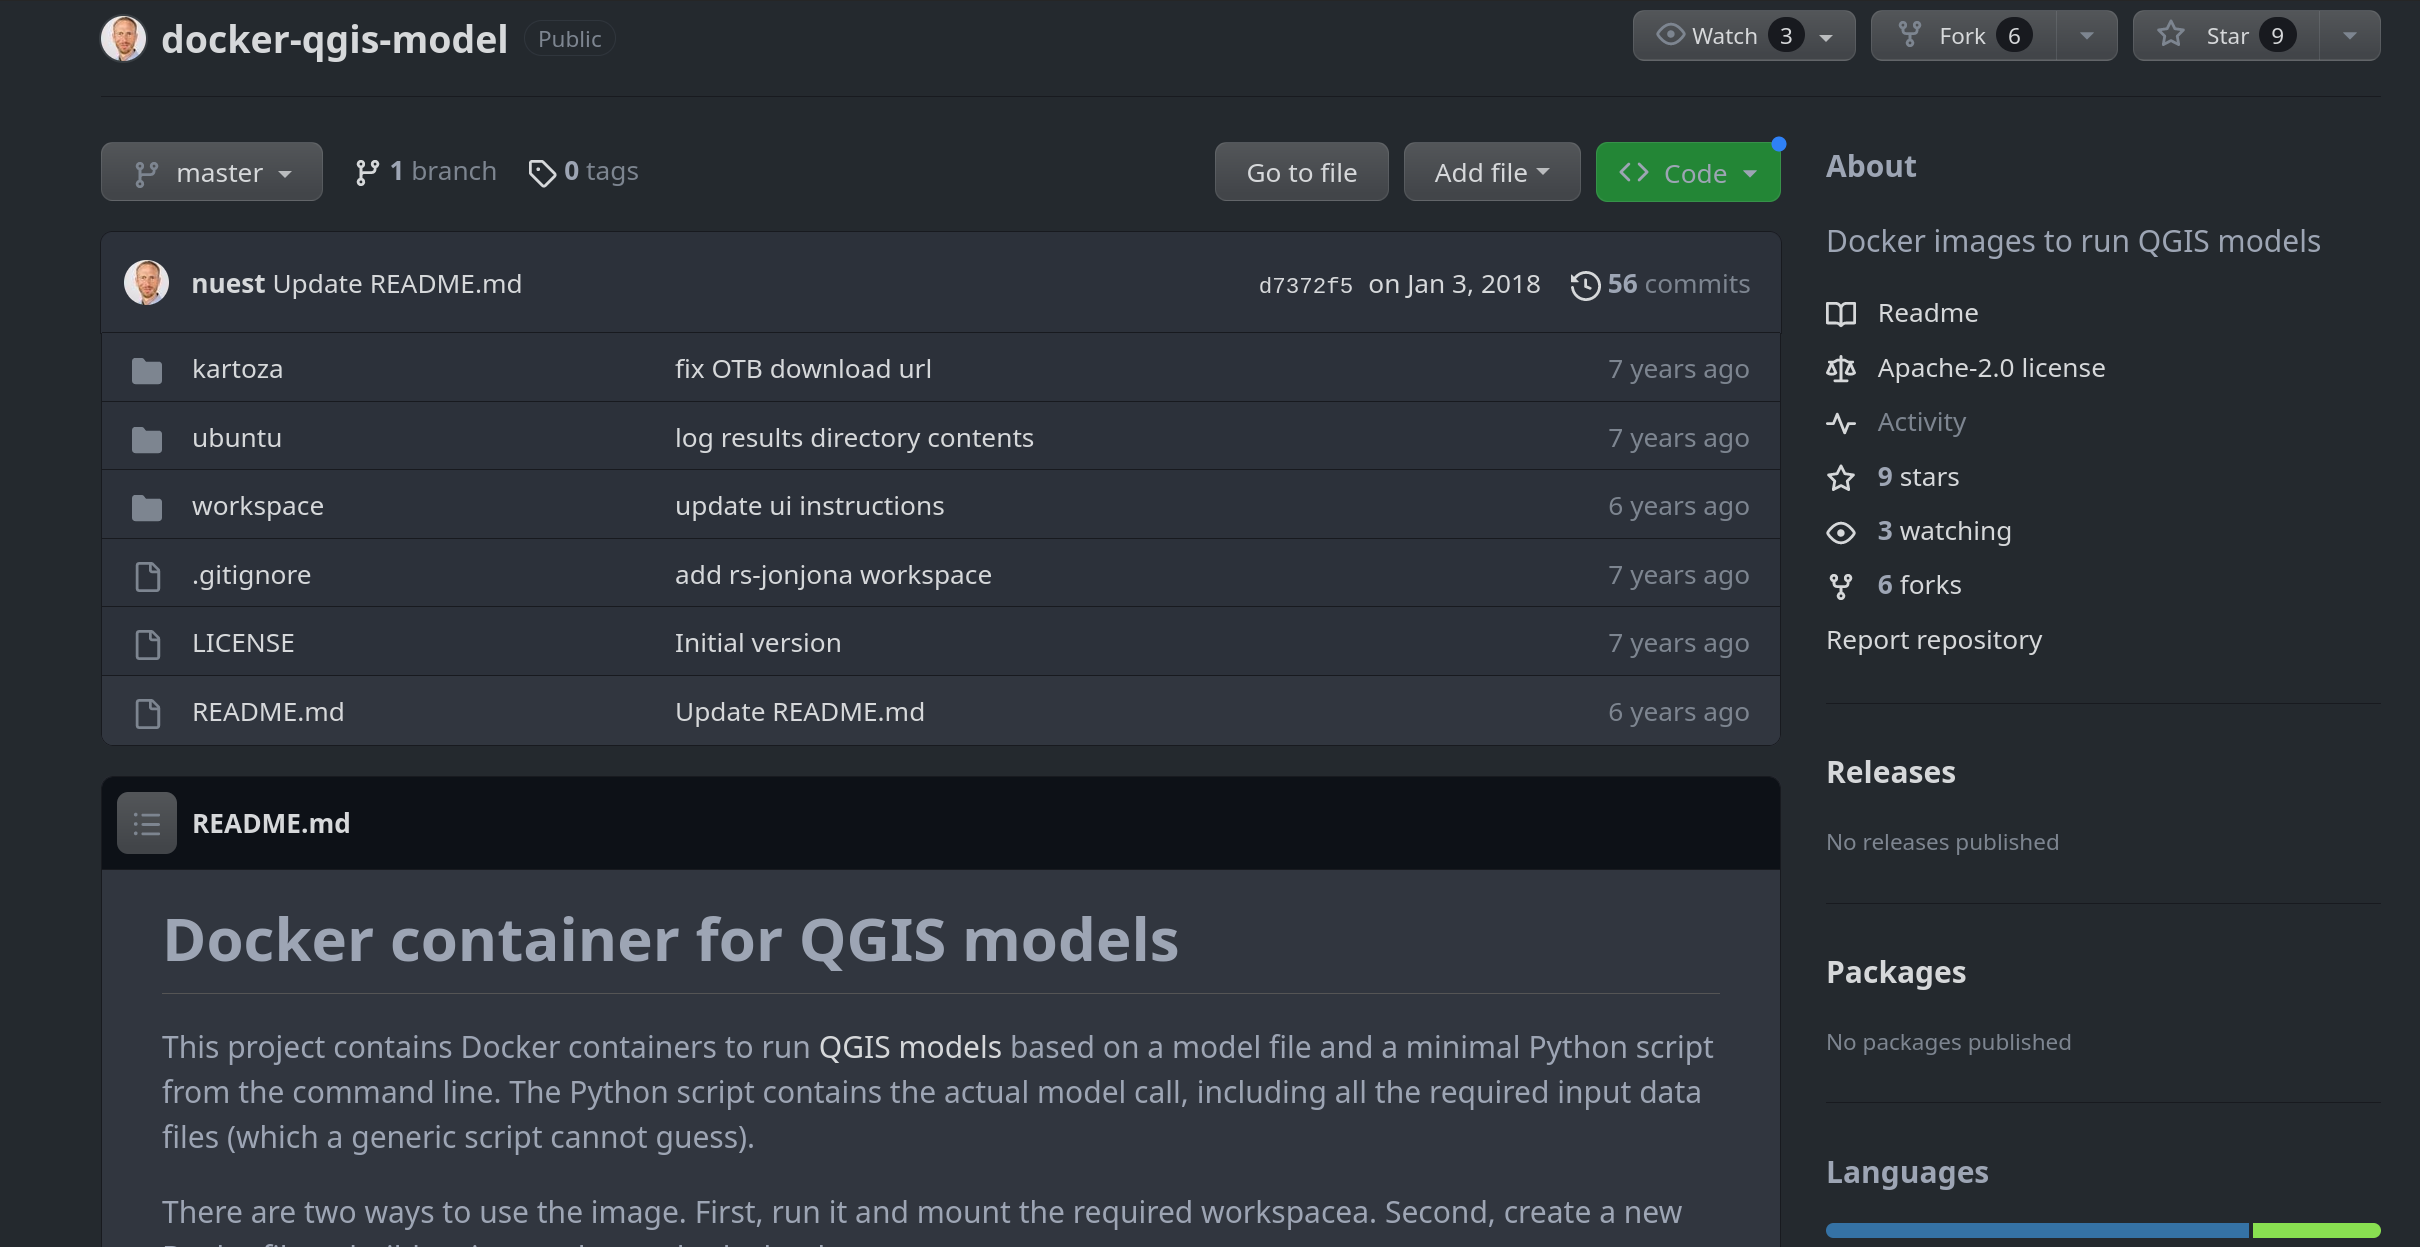 docker-qgis-model Public
Watch 3
Fork 6
Star 9
master
1 branch
0 tags
Go to file
Add file
Code
nuest Update README.md
d7372f5 on Jan 3, 2018
56 commits
kartoza fix OTB download url 7 years ago
ubuntu log results directory contents 7 years ago
workspace update ui instructions 6 years ago
.gitignore add rs-jonjona workspace 7 years ago
LICENSE Initial version 7 years ago
README.md Update README.md 6 years ago
README.md
Docker container for QGIS models
This project contains Docker containers to run QGIS models based on a model file and a minimal Python script
from the command line. The Python script contains the actual model call, including all the required input data
files (which a generic script cannot guess).
There are two ways to use the image. First, run it and mount the required workspacea. Second, create a new
About
Docker images to run QGIS models
Readme
Apache-2.0 license
Activity
9 stars
3 watching
6 forks
Report repository
Releases
No releases published
Packages
No packages published
Languages